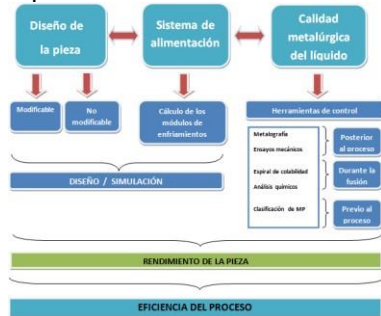 Diseño de
la pieza
Sistema de
alimentación
Calidad
metalúrgica
del líquido
Modificable
No
modificable
Cálculo de los
módulos de
enfriamientos
Herramientas de control
Metalografía
Ensayos mecánicos
Posterior
al proceso
Espiral de colabilidad
Análisis químicos
Durante la
fusión
Clasificación de MP
Previo al
proceso
DISEÑO / SIMULACIÓN
RENDIMIENTO DE LA PIEZA
EFICIENCIA DEL PROCESO